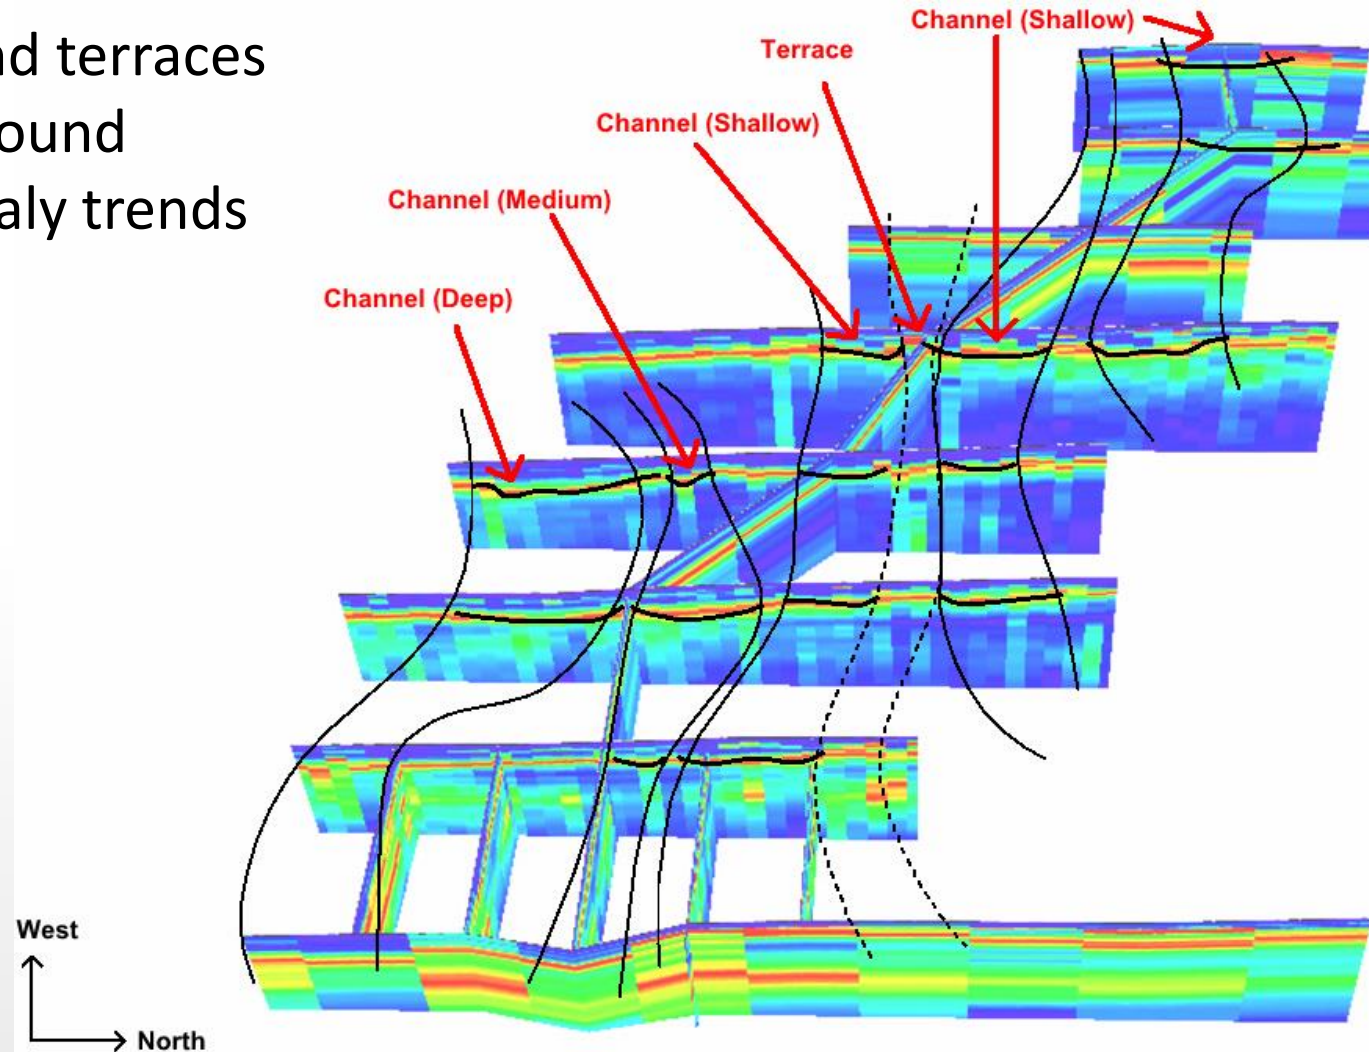 nd terraces
ound
aly trends
Channel (Shallow)
Terrace
Channel (Shallow)
Channel (Medium)
Channel (Deep)
West
North